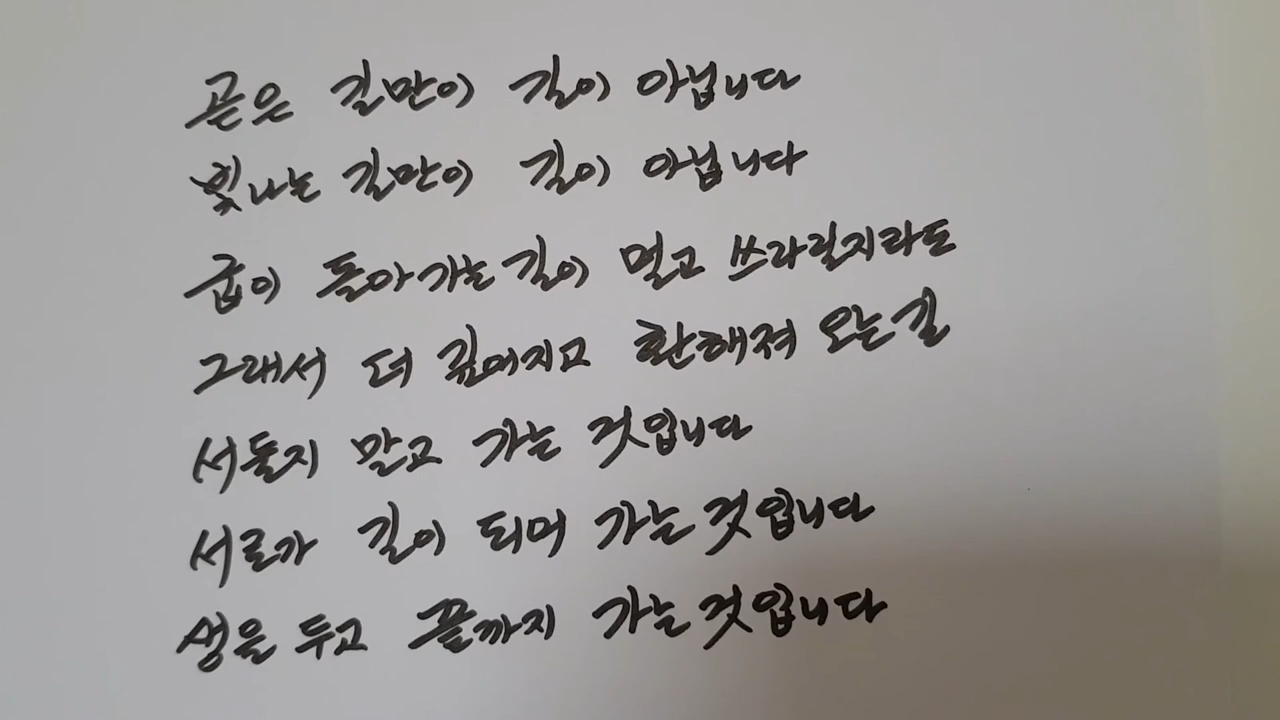 곧은 길만이 길이 아닙니다
빛나는 길만이 길이 아닙니다
굽이 돌아가는 길이 멀고 쓰라릴지라도
그래서 더 깊어지고 환해져 오는 길
서둘지 말고 가는 것입니다
서로가 길이 되며 가는 것입니다
생을 두고 끝까지 가는 것입니다